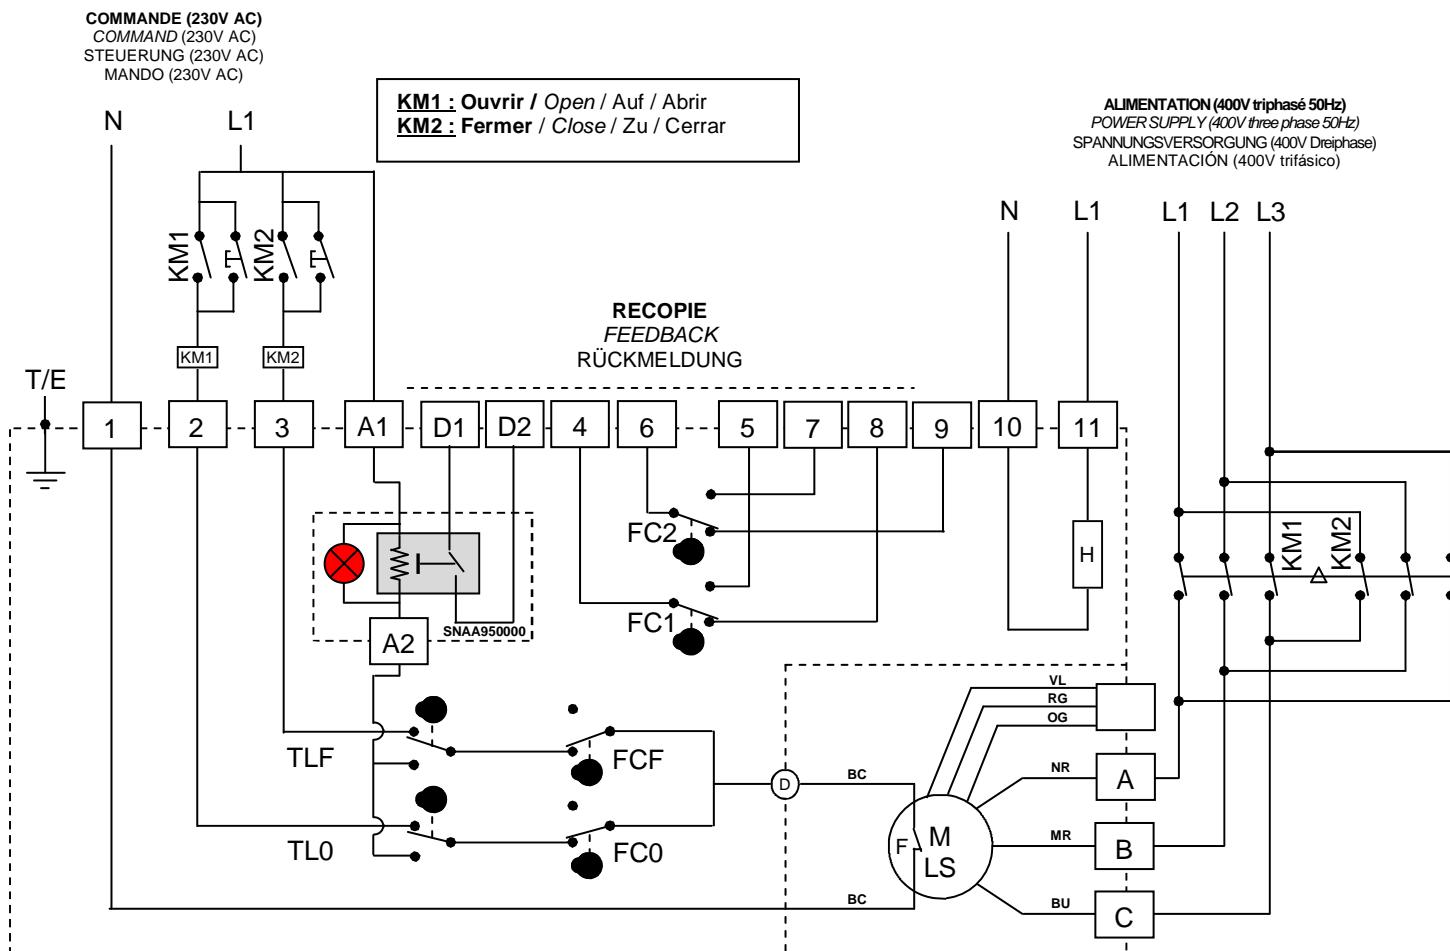 COMMANDE (230V AC)
COMMAND (230V AC)
STEUERUNG (230V AC)
MANDO (230V AC)
KM1 : Ouvrir / Open / Auf / Abrir
KM2 : Fermer / Close / Zu / Cerrar
ALIMENTATION (400V triphasé 50Hz)
POWER SUPPLY (400V three phase 50Hz)
SPANNUNGSVERSORGUNG (400V Dreiphase)
ALIMENTACIÓN (400V trifásico)
N L1
N L1 L1 L2 L3
KM1 KM2
RECOPIE
FEEDBACK
RÜCKMELDUNG
KM1 KM2
T/E
1 2 3 A1 D1 D2 4 6 5 7 8 9 10 11
FC2
KM1 KM2
H
FC1
SNAA950000
A2
VL
RG
OG
TLF FCF
D BC
NR A
TL0 FC0
F M
LS
MR B
BC
BU C